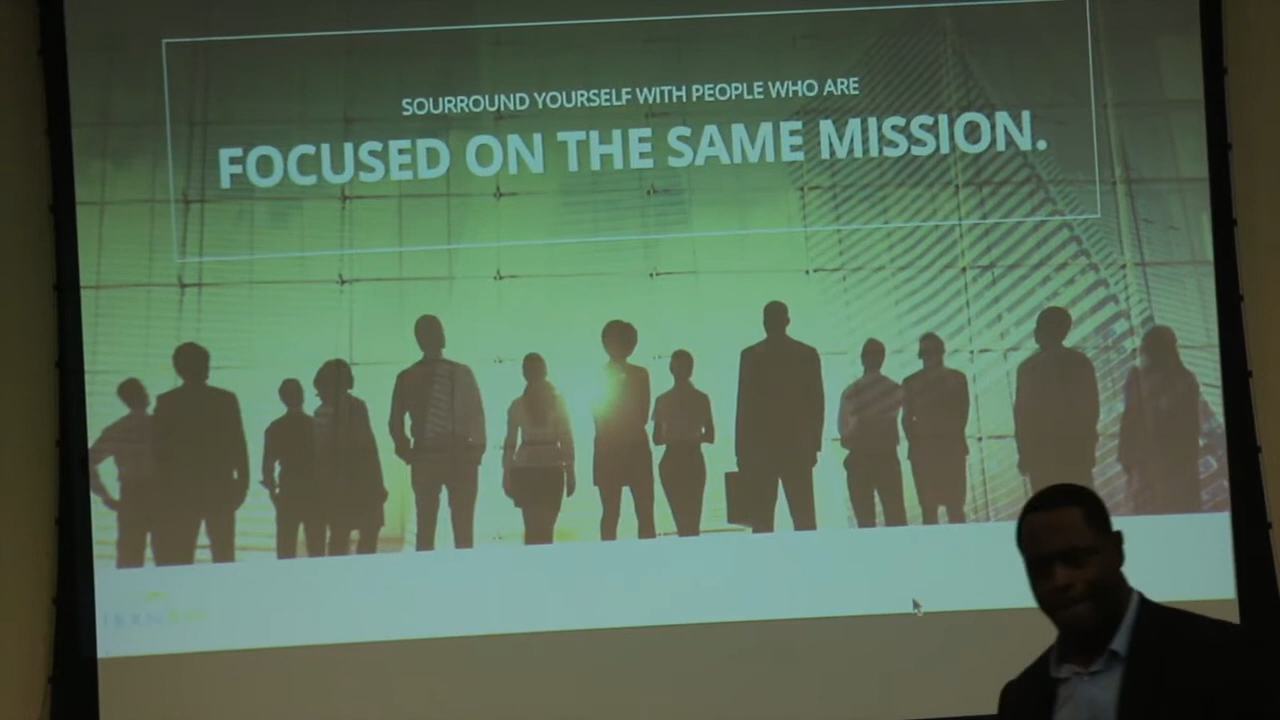 SOURROUND YOURSELF WITH PEOPLE WHO ARE
FOCUSED ON THE SAME MISSION.